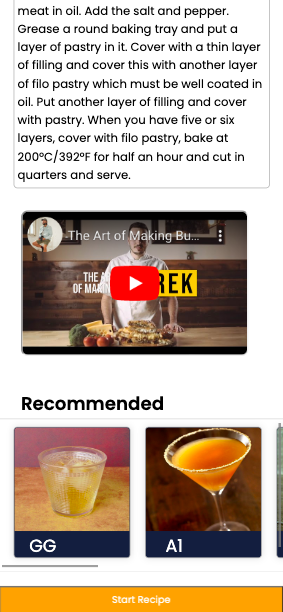 meat in oil. Add the salt and pepper.
Grease a round baking tray and put a
layer of pastry in it. Cover with a thin layer
of filling and cover this with another layer
of filo pastry which must be well coated in
oil. Put another layer of filling and cover
with pastry. When you have five or six
layers, cover with filo pastry, bake at
200°C/392°F for half an hour and cut in
quarters and serve.
The Art of Making Bu...
THE A
OF MAK
REK
Recommended
GG
A1
Start Recipe